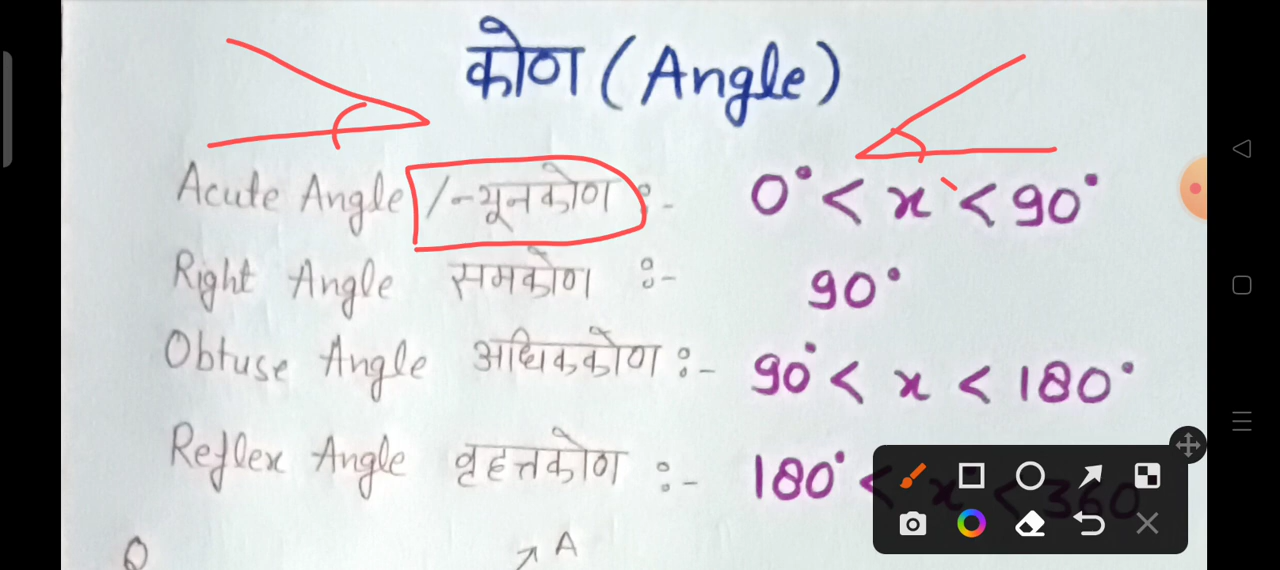 कोण (Angle)
Acute Angle /न्यूनकोण :- 0° < x < 90°
Right Angle समकोण :- 90°
Obtuse Angle अधिककोण :- 90° < x < 180°
Reflex Angle वृहत्तकोण :- 180° < x < 360
Q
A